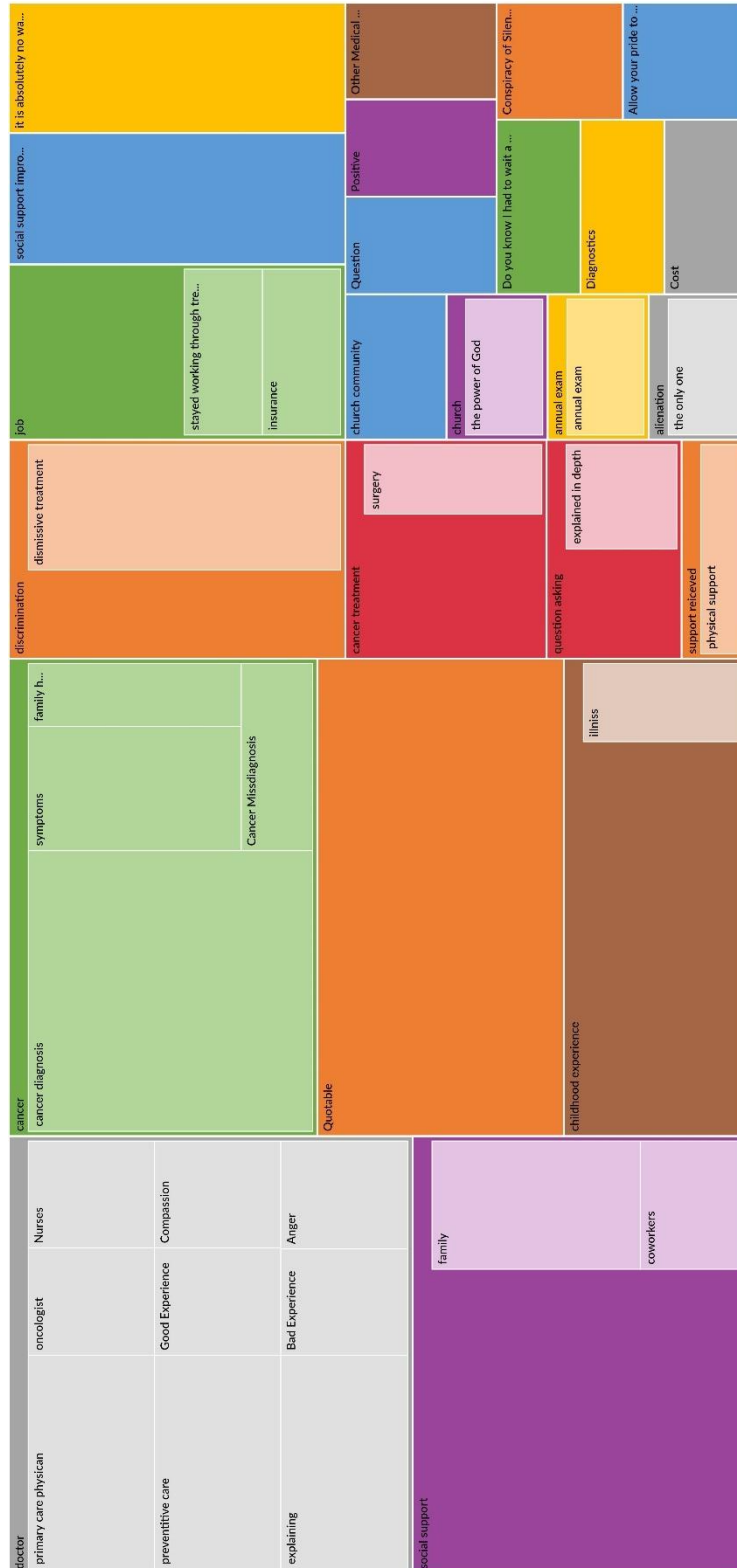 doctor
primary care physican
oncologist
Nurses
preventitive care
Good Experience
Compassion
explaining
Bad Experience
Anger
social support
family
coworkers
cancer
cancer diagnosis
symptoms
family h...
Cancer Missdiagnosis
Quotable
childhood experience
illniss
discrimination
dismissive treatment
cancer treatment
surgery
question asking
explained in depth
support reiceved
physical support
job
stayed working through tre...
insurance
social support impro...
it is absolutely no wa...
church community
church
the power of God
annual exam
annual exam
alienation
the only one
Question
Positive
Other Medical ...
Do you know I had to wait a ...
Diagnostics
Cost
Conspiracy of Silen...
Allow your pride to ...